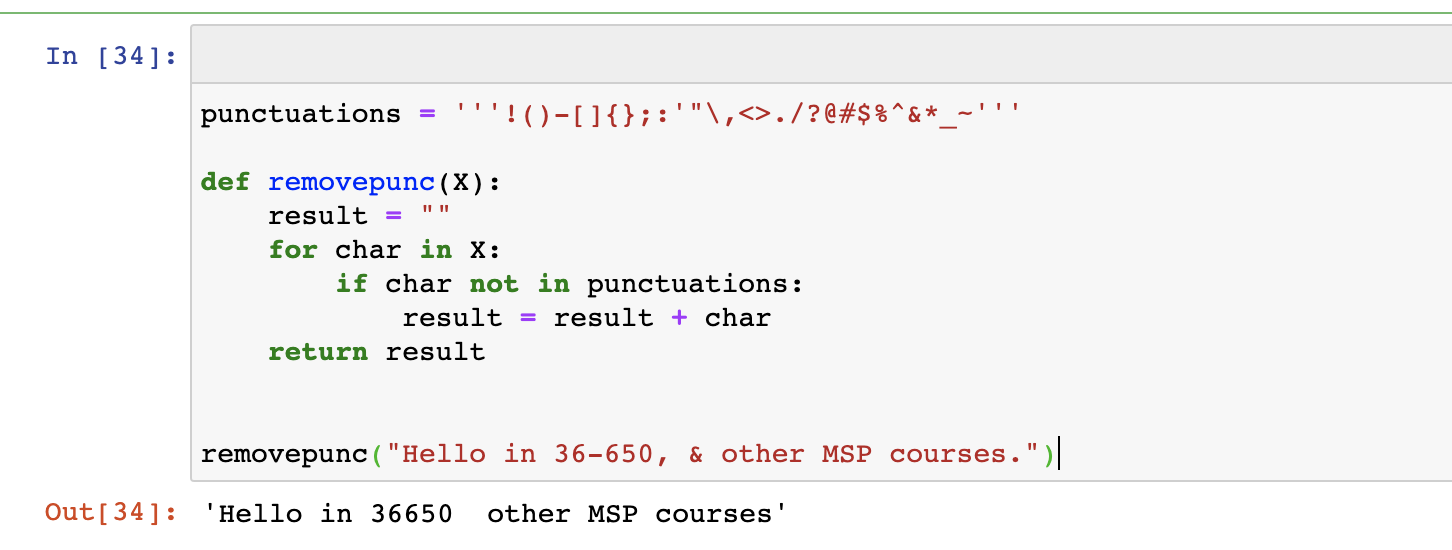 In [34]:
punctuations = '''!()-[]{};:'"\,<>./?@#$%^&*_~'''
def removepunc(X):
    result = ""
    for char in X:
        if char not in punctuations:
            result = result + char
    return result
removepunc("Hello in 36-650, & other MSP courses.")
Out[34]: 'Hello in 36650  other MSP courses'